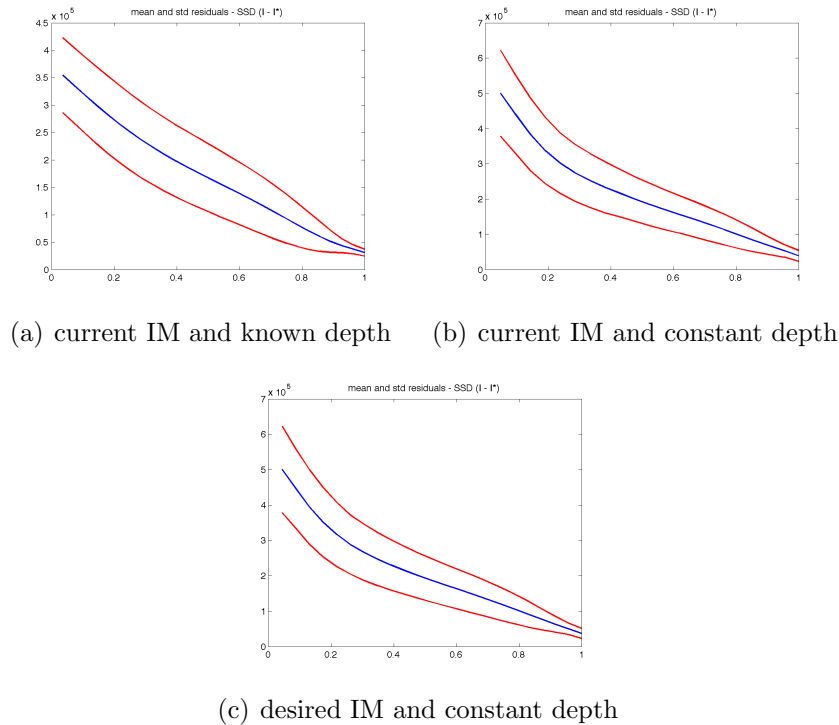 mean and std residuals - SSD (I - I*)
x 10^5
4.5
4
3.5
3
2.5
2
1.5
1
0.5
0
0 0.2 0.4 0.6 0.8 1
(a) current IM and known depth
mean and std residuals - SSD (I - I*)
x 10^5
7
6
5
4
3
2
1
0
0 0.2 0.4 0.6 0.8 1
(b) current IM and constant depth
mean and std residuals - SSD (I - I*)
x 10^5
7
6
5
4
3
2
1
0
0 0.2 0.4 0.6 0.8 1
(c) desired IM and constant depth